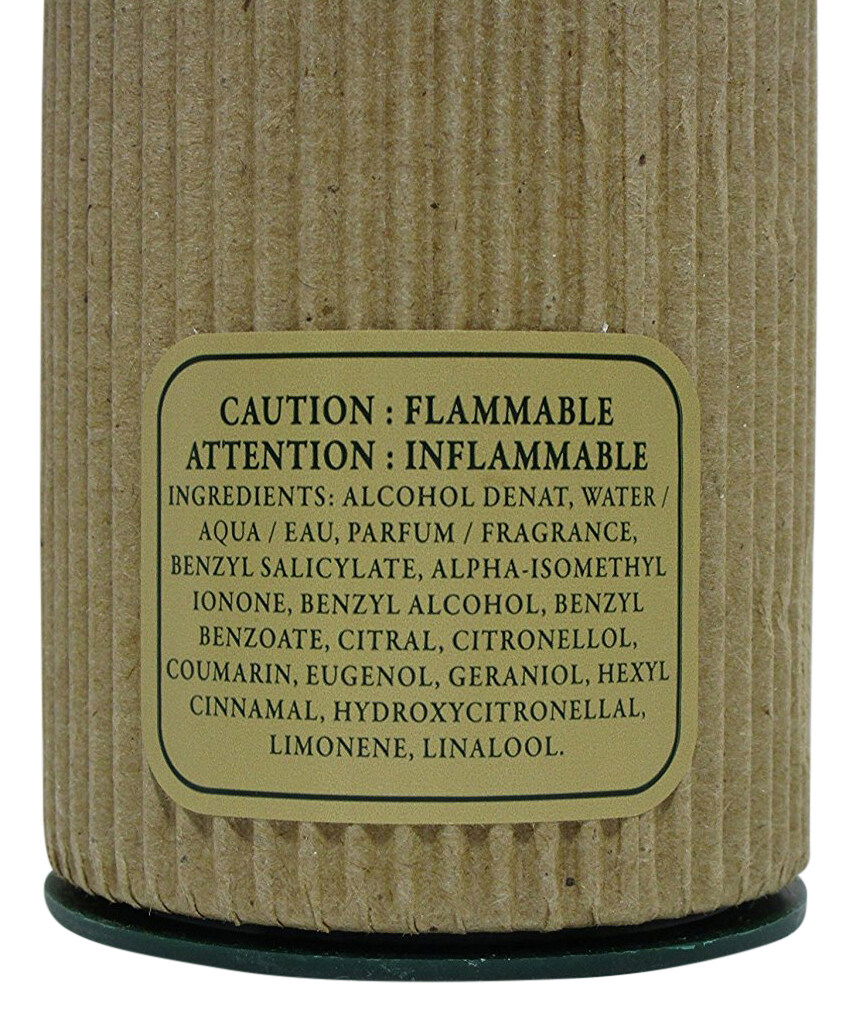 CAUTION : FLAMMABLE
ATTENTION : INFLAMMABLE
INGREDIENTS: ALCOHOL DENAT, WATER /
AQUA / EAU, PARFUM / FRAGRANCE,
BENZYL SALICYLATE, ALPHA-ISOMETHYL
IONONE, BENZYL ALCOHOL, BENZYL
BENZOATE, CITRAL, CITRONELLOL,
COUMARIN, EUGENOL, GERANIOL, HEXYL
CINNAMAL, HYDROXYCITRONELLAL,
LIMONENE, LINALOOL.